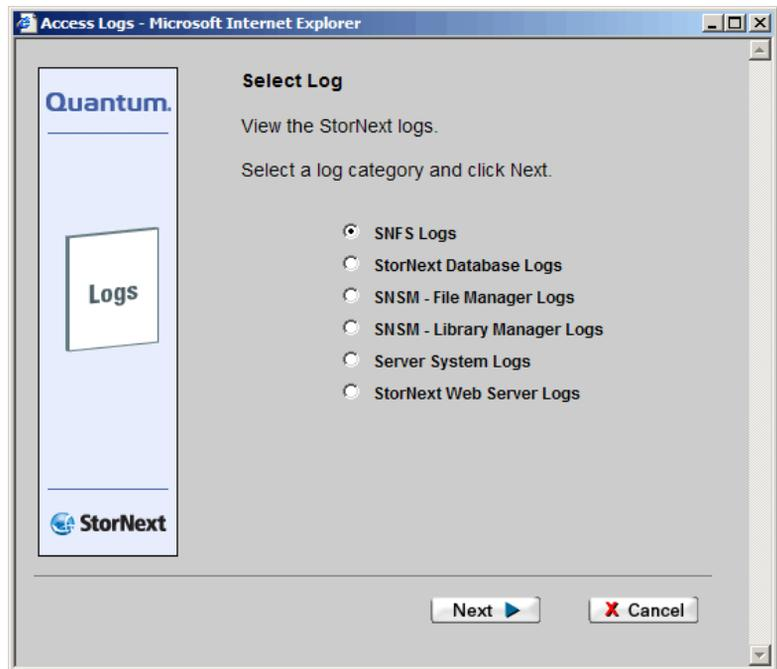 Access Logs - Microsoft Internet Explorer
Quantum.
Logs
StorNext
Select Log
View the StorNext logs.
Select a log category and click Next.
SNFS Logs
StorNext Database Logs
SNSM - File Manager Logs
SNSM - Library Manager Logs
Server System Logs
StorNext Web Server Logs
Next
X Cancel